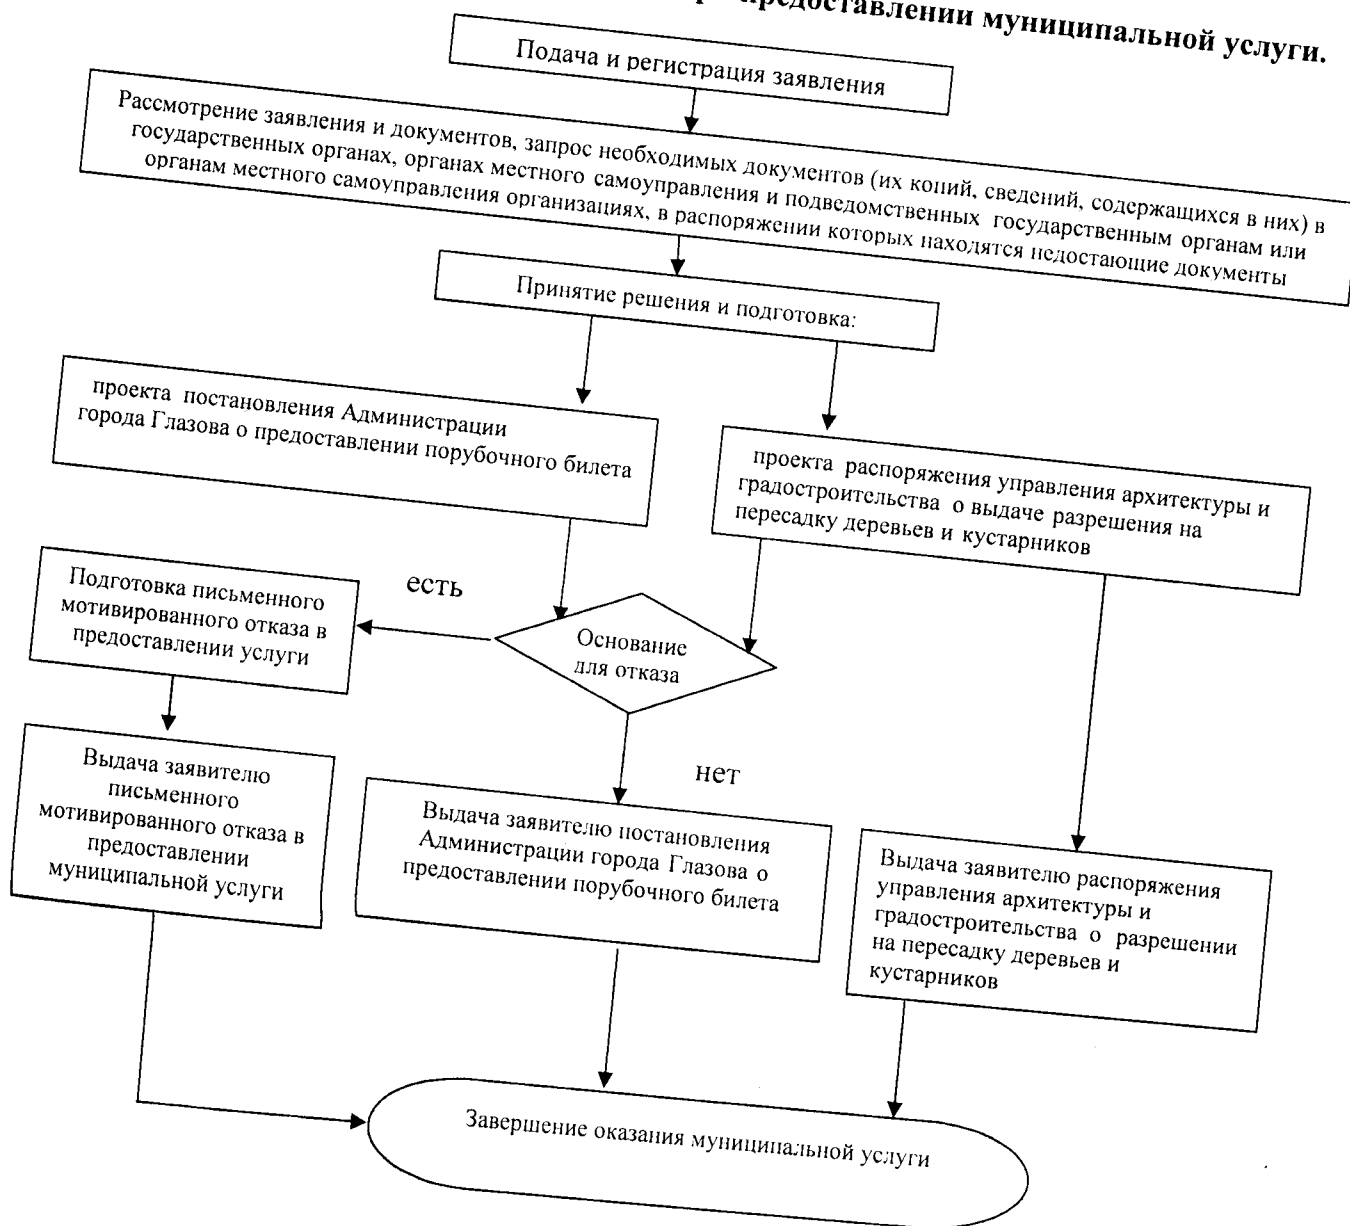 предоставлении муниципальной услуги.
Подача и регистрация заявления
Рассмотрение заявления и документов, запрос необходимых документов (их копий, сведений, содержащихся в них) в
государственных органах, органах местного самоуправления и подведомственных государственным органам или
органам местного самоуправления организациях, в распоряжении которых находятся недостающие документы
Принятие решения и подготовка:
проекта постановления Администрации
города Глазова о предоставлении порубочного билета
проекта распоряжения управления архитектуры и
градостроительства о выдаче разрешения на
пересадку деревьев и кустарников
Подготовка письменного
мотивированного отказа в
предоставлении услуги
есть
Основание
для отказа
нет
Выдача заявителю
письменного
мотивированного отказа в
предоставлении
муниципальной услуги
Выдача заявителю постановления
Администрации города Глазова о
предоставлении порубочного билета
Выдача заявителю распоряжения
управления архитектуры и
градостроительства о разрешении
на пересадку деревьев и
кустарников
Завершение оказания муниципальной услуги